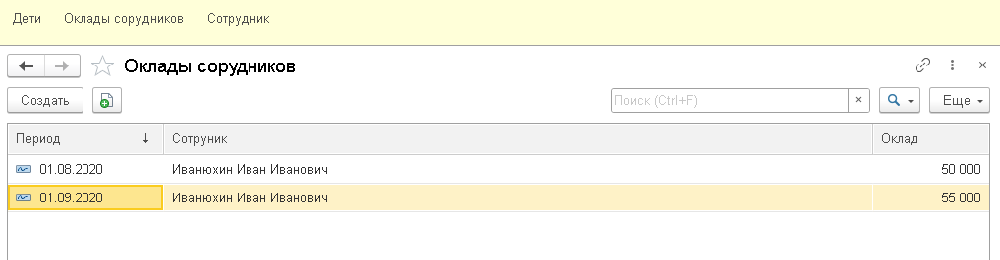 Дети Оклады сорудников Сотрудник
Оклады сорудников
Создать Поиск (Ctrl+F) × Еще
Период ↓ Сотруник Оклад
01.08.2020 Иванюхин Иван Иванович 50 000
01.09.2020 Иванюхин Иван Иванович 55 000